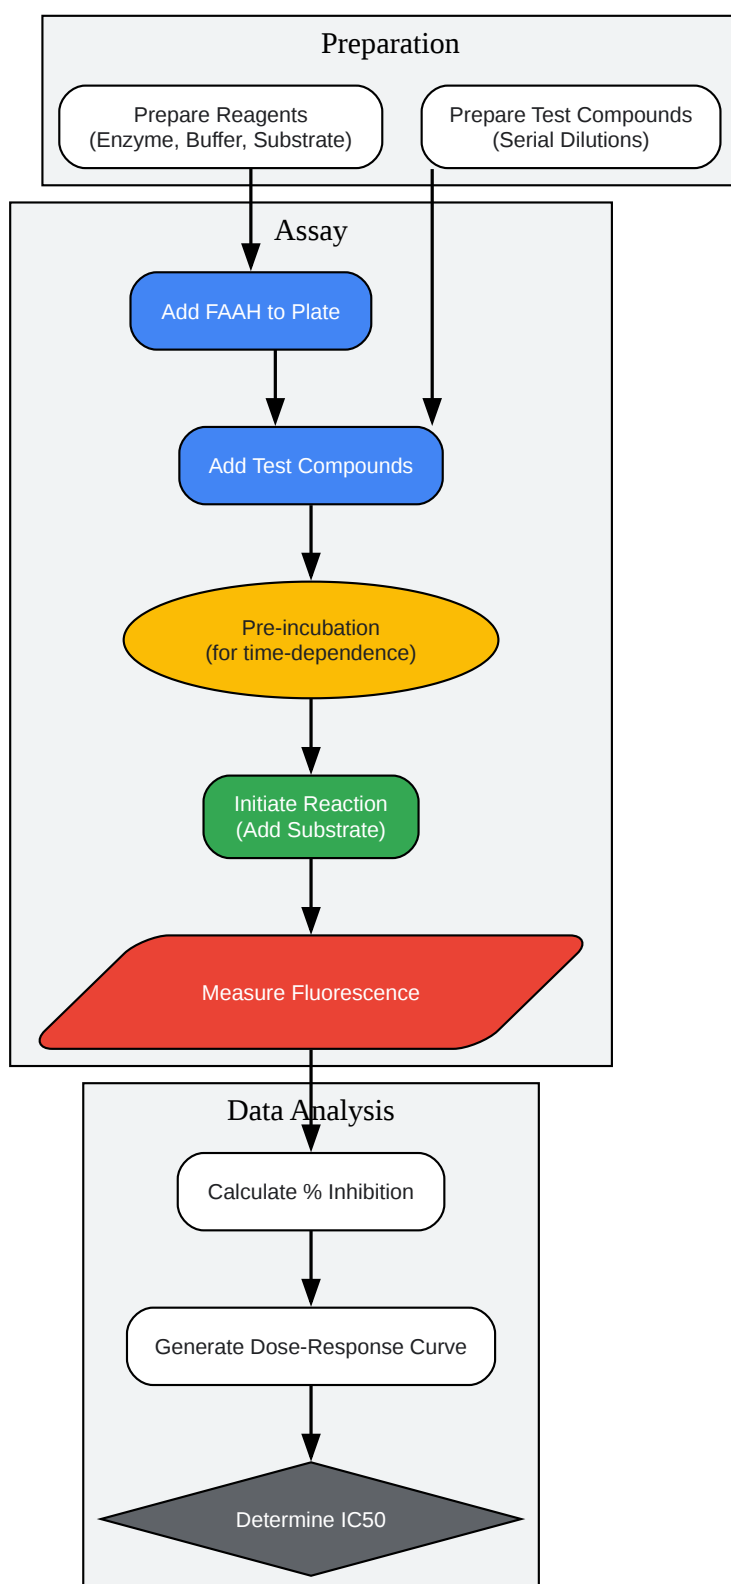 Preparation
Prepare Reagents
(Enzyme, Buffer, Substrate)
Prepare Test Compounds
(Serial Dilutions)
Assay
Add FAAH to Plate
Add Test Compounds
Pre-incubation
(for time-dependence)
Initiate Reaction
(Add Substrate)
Measure Fluorescence
Data Analysis
Calculate % Inhibition
Generate Dose-Response Curve
Determine IC50